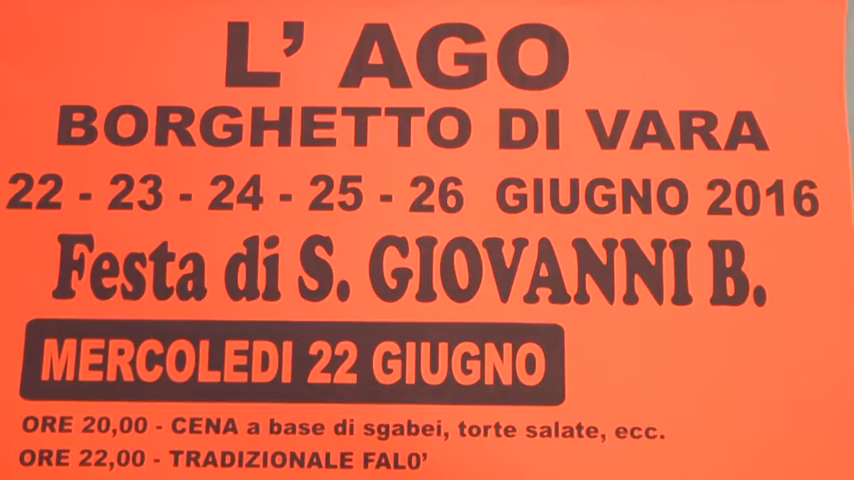 L' AGO
BORGHETTO DI VARA
22 - 23 - 24 - 25 - 26 GIUGNO 2016
Festa di S. GIOVANNI B.
MERCOLEDI 22 GIUGNO
ORE 20,00 - CENA a base di sgabei, torte salate, ecc.
ORE 22,00 - TRADIZIONALE FALO'